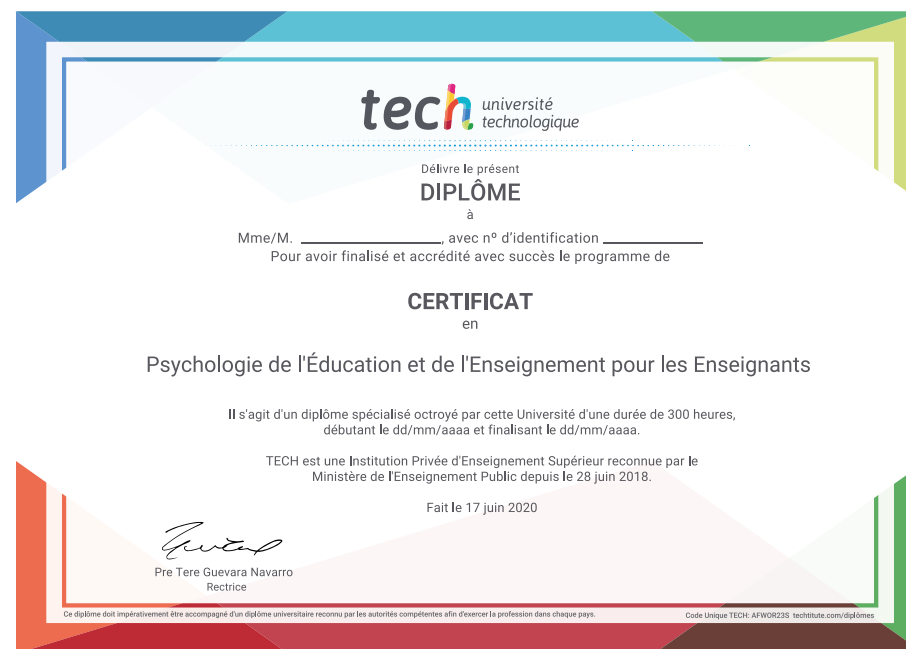 tech université
technologique
Délivre le présent
DIPLÔME
à
Mme/M. ____________________, avec nº d'identification ______________
Pour avoir finalisé et accrédité avec succès le programme de
CERTIFICAT
en
Psychologie de l'Éducation et de l'Enseignement pour les Enseignants
Il s'agit d'un diplôme spécialisé octroyé par cette Université d'une durée de 300 heures,
débutant le dd/mm/aaaa et finalisant le dd/mm/aaaa.
TECH est une Institution Privée d'Enseignement Supérieur reconnue par le
Ministère de l'Enseignement Public depuis le 28 juin 2018.
Fait le 17 juin 2020
Pre Tere Guevara Navarro
Rectrice
Ce diplôme doit impérativement être accompagné d'un diplôme universitaire reconnu par les autorités compétentes afin d'exercer la profession dans chaque pays.
Code Unique TECH: AFWOR23S techtitute.com/diplômes